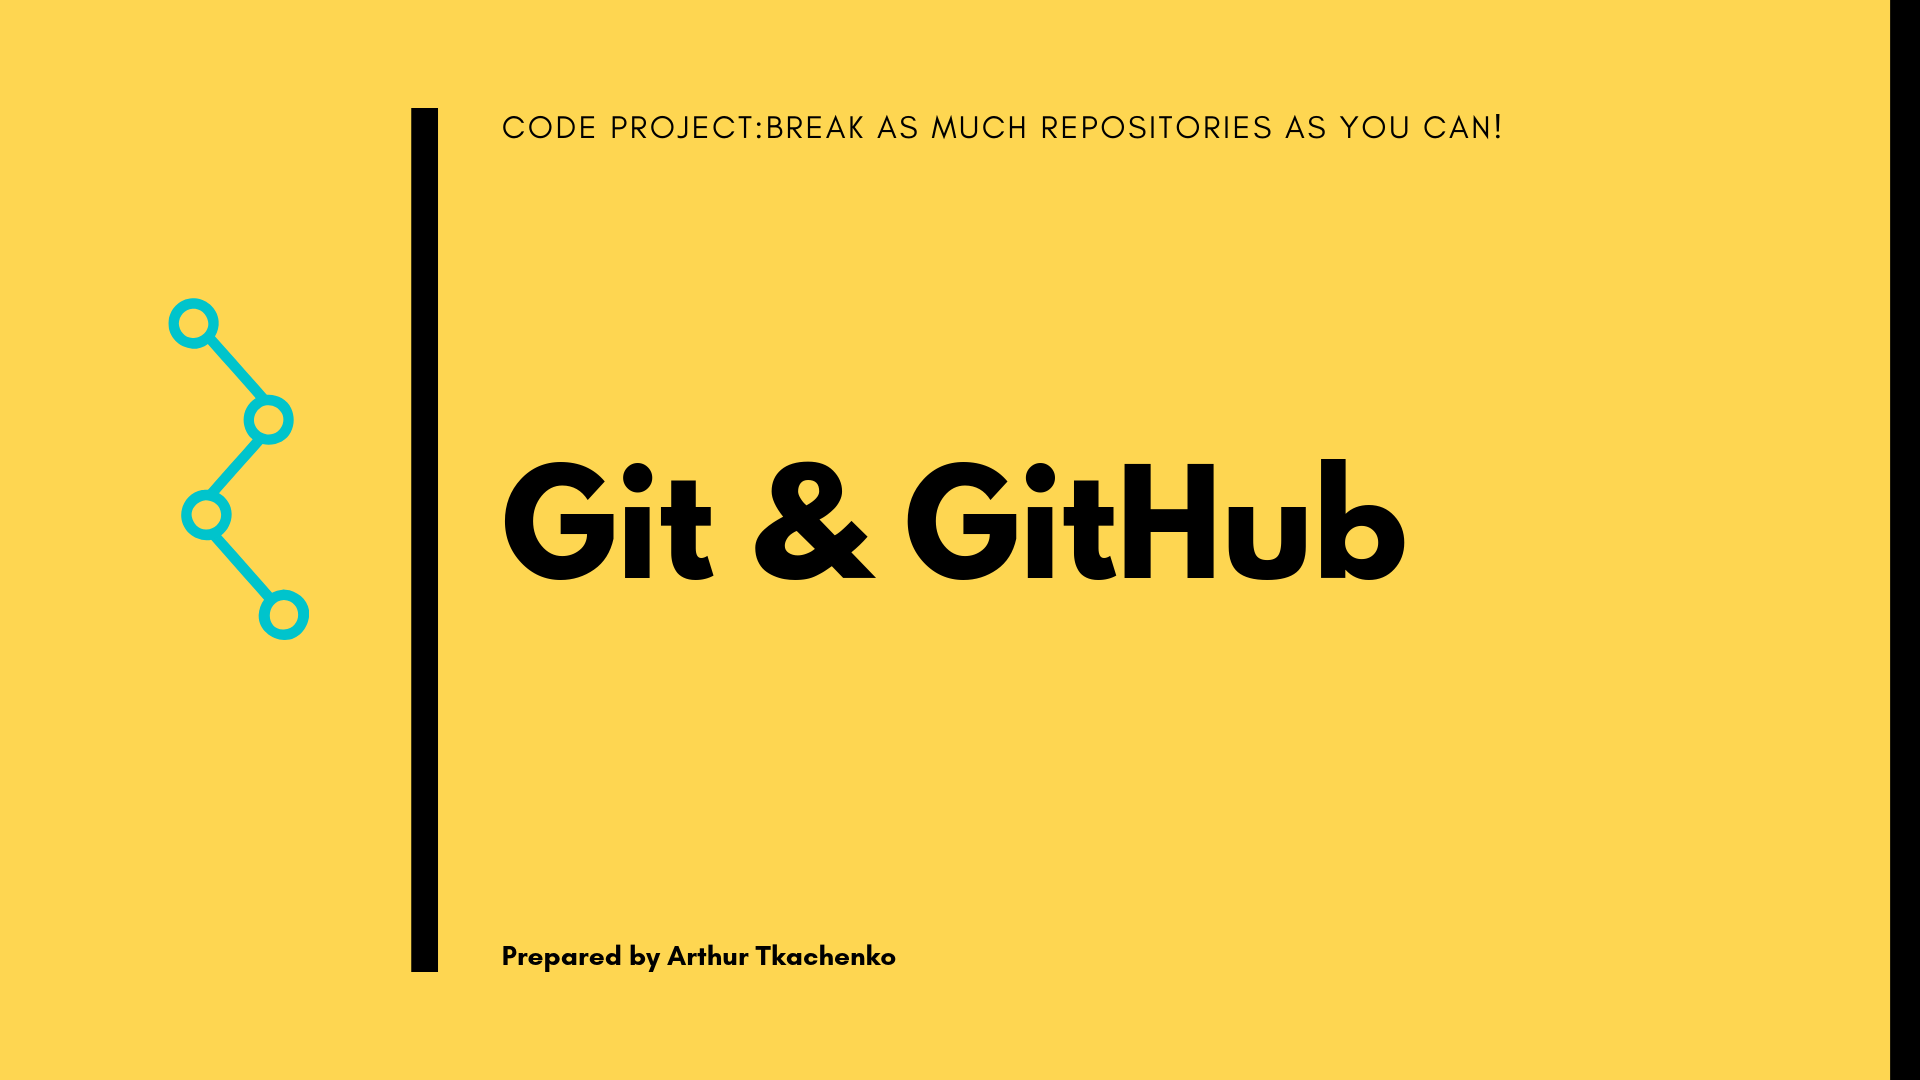 CODE PROJECT:BREAK AS MUCH REPOSITORIES AS YOU CAN!
Git & GitHub
Prepared by Arthur Tkachenko